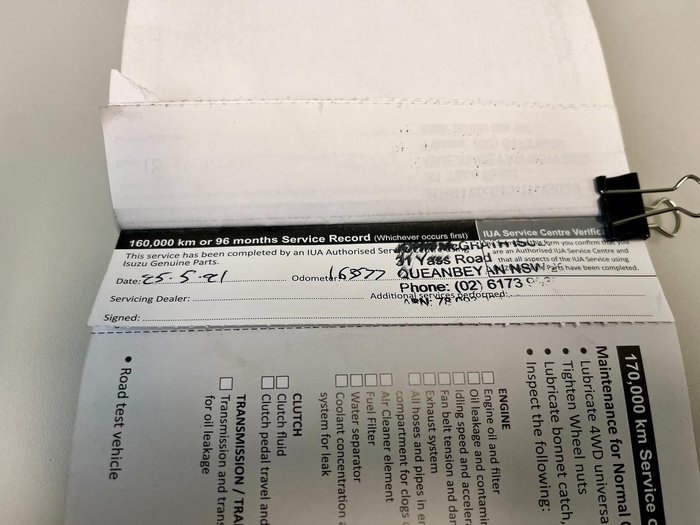 160,000 km or 96 months Service Record (Whichever occurs first)
IUA Service Centre Verific
This service has been completed by an IUA Authorised
Isuzu Genuine Parts.
form you confirm that you
are an Authorised IUA Service Centre and
that all aspects of the IUA Service using
Parts have been completed.
McGRATH
31 Yass Road
QUEANBEYAN NSW
Phone: (02) 6173
Date: 25.5.21
Odometer
Additional services performed:
Servicing Dealer:
Signed:
170,000 km Service
Maintenance for Normal
• Lubricate 4WD universa
• Tighten Wheel nuts
• Lubricate bonnet catch
• Inspect the following:
ENGINE
Engine oil and filter
Oil leakage and contamin
Idling speed and accelera
Fan belt tension and da
Exhaust system
All hoses and pipes in en
compartment for clogs o
Air Cleaner element
Fuel Filter
Water separator
Coolant concentration a
system for leak
CLUTCH
Clutch fluid
Clutch pedal travel and
TRANSMISSION / TRA
Transmission and trans
for oil leakage
• Road test vehicle